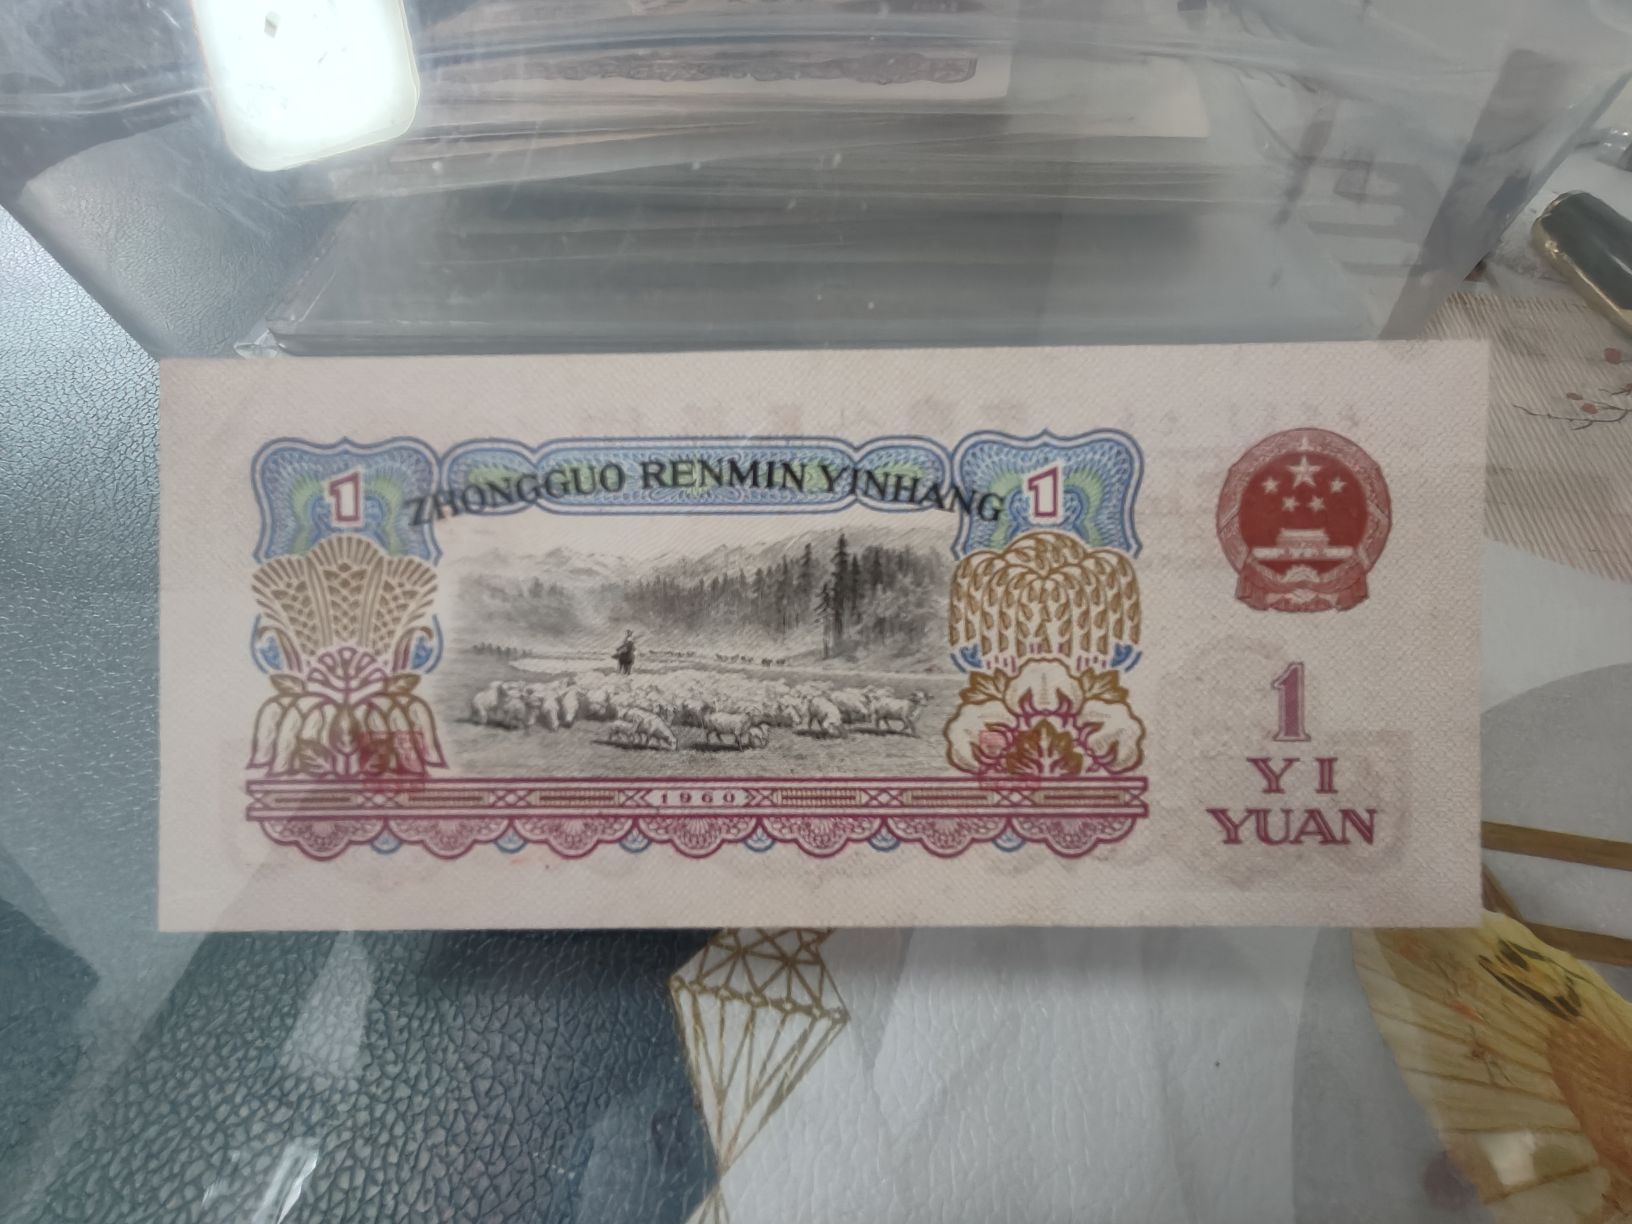 1 ZHONGGUO RENMIN YINHANG 1
1960
1
YI
YUAN